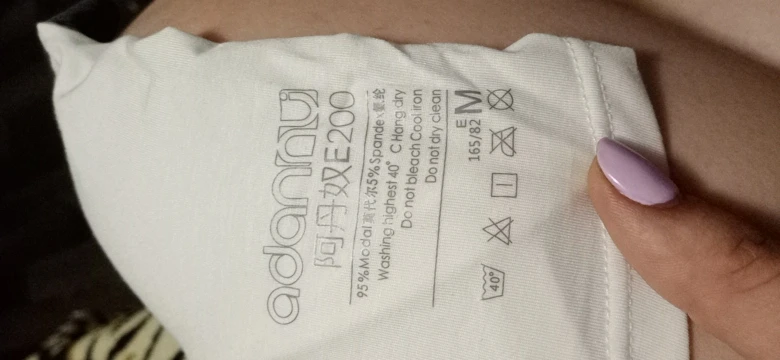 adannu
阿丹奴E200
95%Modal莫代尔5%Spandex氨纶
Washing highest 40° C Hang dry
Do not bleach Cool iron
Do not dry clean
E M
165/82
40°